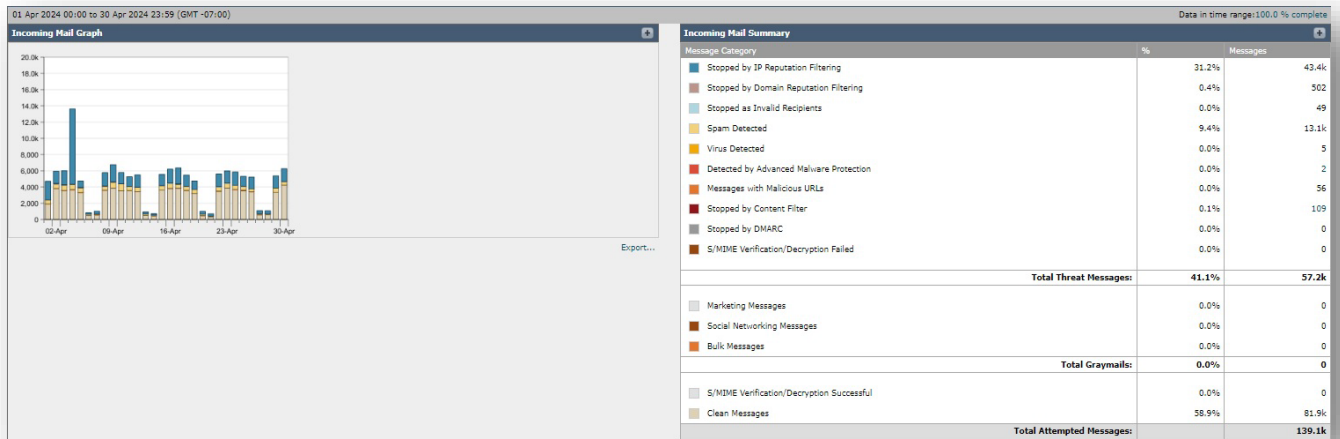 01 Apr 2024 00:00 to 30 Apr 2024 23:59 (GMT -07:00) Data in time range:100.0 % complete
Incoming Mail Graph
20.0k
18.0k
16.0k
14.0k
12.0k
10.0k
8,000
6,000
4,000
2,000
0
02-Apr 09-Apr 16-Apr 23-Apr 30-Apr
Export...
Incoming Mail Summary
Message Category % Messages
Stopped by IP Reputation Filtering 31.2% 43.4k
Stopped by Domain Reputation Filtering 0.4% 502
Stopped as Invalid Recipients 0.0% 49
Spam Detected 9.4% 13.1k
Virus Detected 0.0% 5
Detected by Advanced Malware Protection 0.0% 2
Messages with Malicious URLs 0.0% 56
Stopped by Content Filter 0.1% 109
Stopped by DMARC 0.0% 0
S/MIME Verification/Decryption Failed 0.0% 0
Total Threat Messages: 41.1% 57.2k
Marketing Messages 0.0% 0
Social Networking Messages 0.0% 0
Bulk Messages 0.0% 0
Total Graymails: 0.0% 0
S/MIME Verification/Decryption Successful 0.0% 0
Clean Messages 58.9% 81.9k
Total Attempted Messages: 139.1k